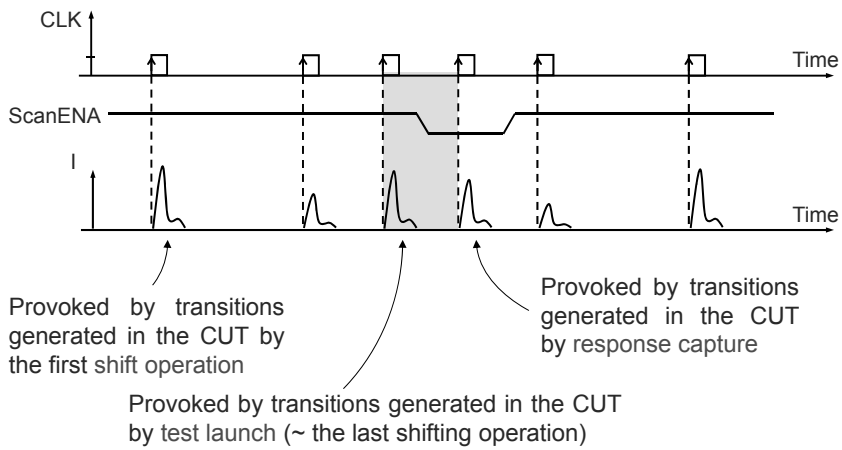 CLK
Time
ScanENA
I
Time
Provoked by transitions
generated in the CUT by
the first shift operation
Provoked by transitions
generated in the CUT
by response capture
Provoked by transitions generated in the CUT
by test launch (~ the last shifting operation)